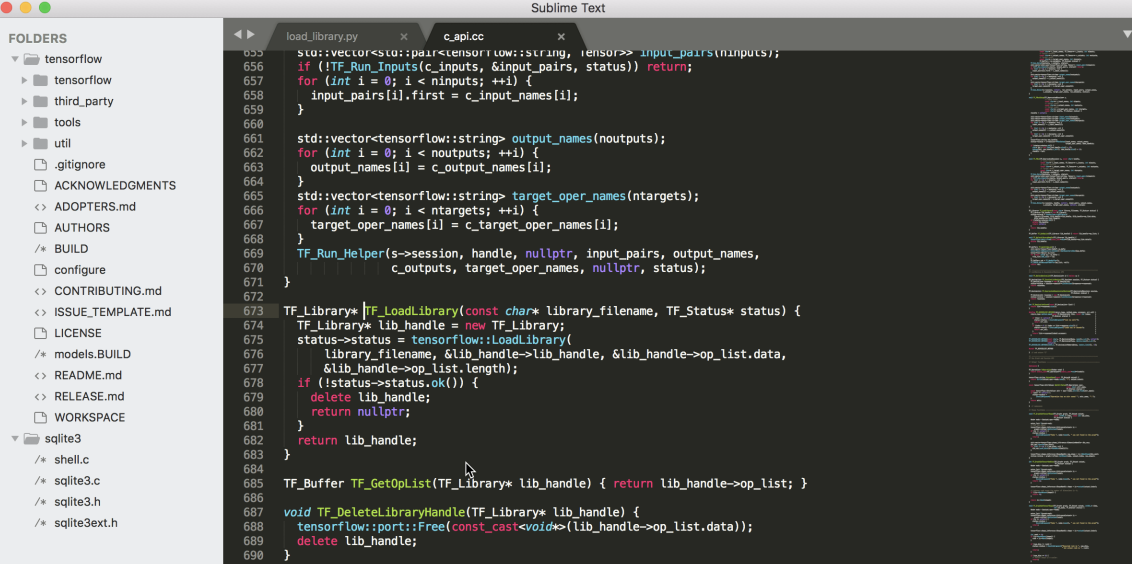 Sublime Text
FOLDERS
tensorflow
tensorflow
third_party
tools
util
.gitignore
ACKNOWLEDGMENTS
<> ADOPTERS.md
AUTHORS
/* BUILD
configure
<> CONTRIBUTING.md
<> ISSUE_TEMPLATE.md
LICENSE
/* models.BUILD
<> README.md
<> RELEASE.md
WORKSPACE
sqlite3
/* shell.c
/* sqlite3.c
/* sqlite3.h
/* sqlite3ext.h
load_library.py ×
c_api.cc ×
655 std::vector<std::pair<tensorflow::string, Tensor>> input_pairs(ninputs);
656 if (!TF_Run_Inputs(c_inputs, &input_pairs, status)) return;
657 for (int i = 0; i < ninputs; ++i) {
658 input_pairs[i].first = c_input_names[i];
659 }
660
661 std::vector<tensorflow::string> output_names(noutputs);
662 for (int i = 0; i < noutputs; ++i) {
663 output_names[i] = c_output_names[i];
664 }
665 std::vector<tensorflow::string> target_oper_names(ntargets);
666 for (int i = 0; i < ntargets; ++i) {
667 target_oper_names[i] = c_target_oper_names[i];
668 }
669 TF_Run_Helper(s->session, handle, nullptr, input_pairs, output_names,
670 c_outputs, target_oper_names, nullptr, status);
671 }
672
673 TF_Library* TF_LoadLibrary(const char* library_filename, TF_Status* status) {
674 TF_Library* lib_handle = new TF_Library;
675 status->status = tensorflow::LoadLibrary(
676 library_filename, &lib_handle->lib_handle, &lib_handle->op_list.data,
677 &lib_handle->op_list.length);
678 if (!status->status.ok()) {
679 delete lib_handle;
680 return nullptr;
681 }
682 return lib_handle;
683 }
684
685 TF_Buffer TF_GetOpList(TF_Library* lib_handle) { return lib_handle->op_list; }
686
687 void TF_DeleteLibraryHandle(TF_Library* lib_handle) {
688 tensorflow::port::Free(const_cast<void*>(lib_handle->op_list.data));
689 delete lib_handle;
690 }